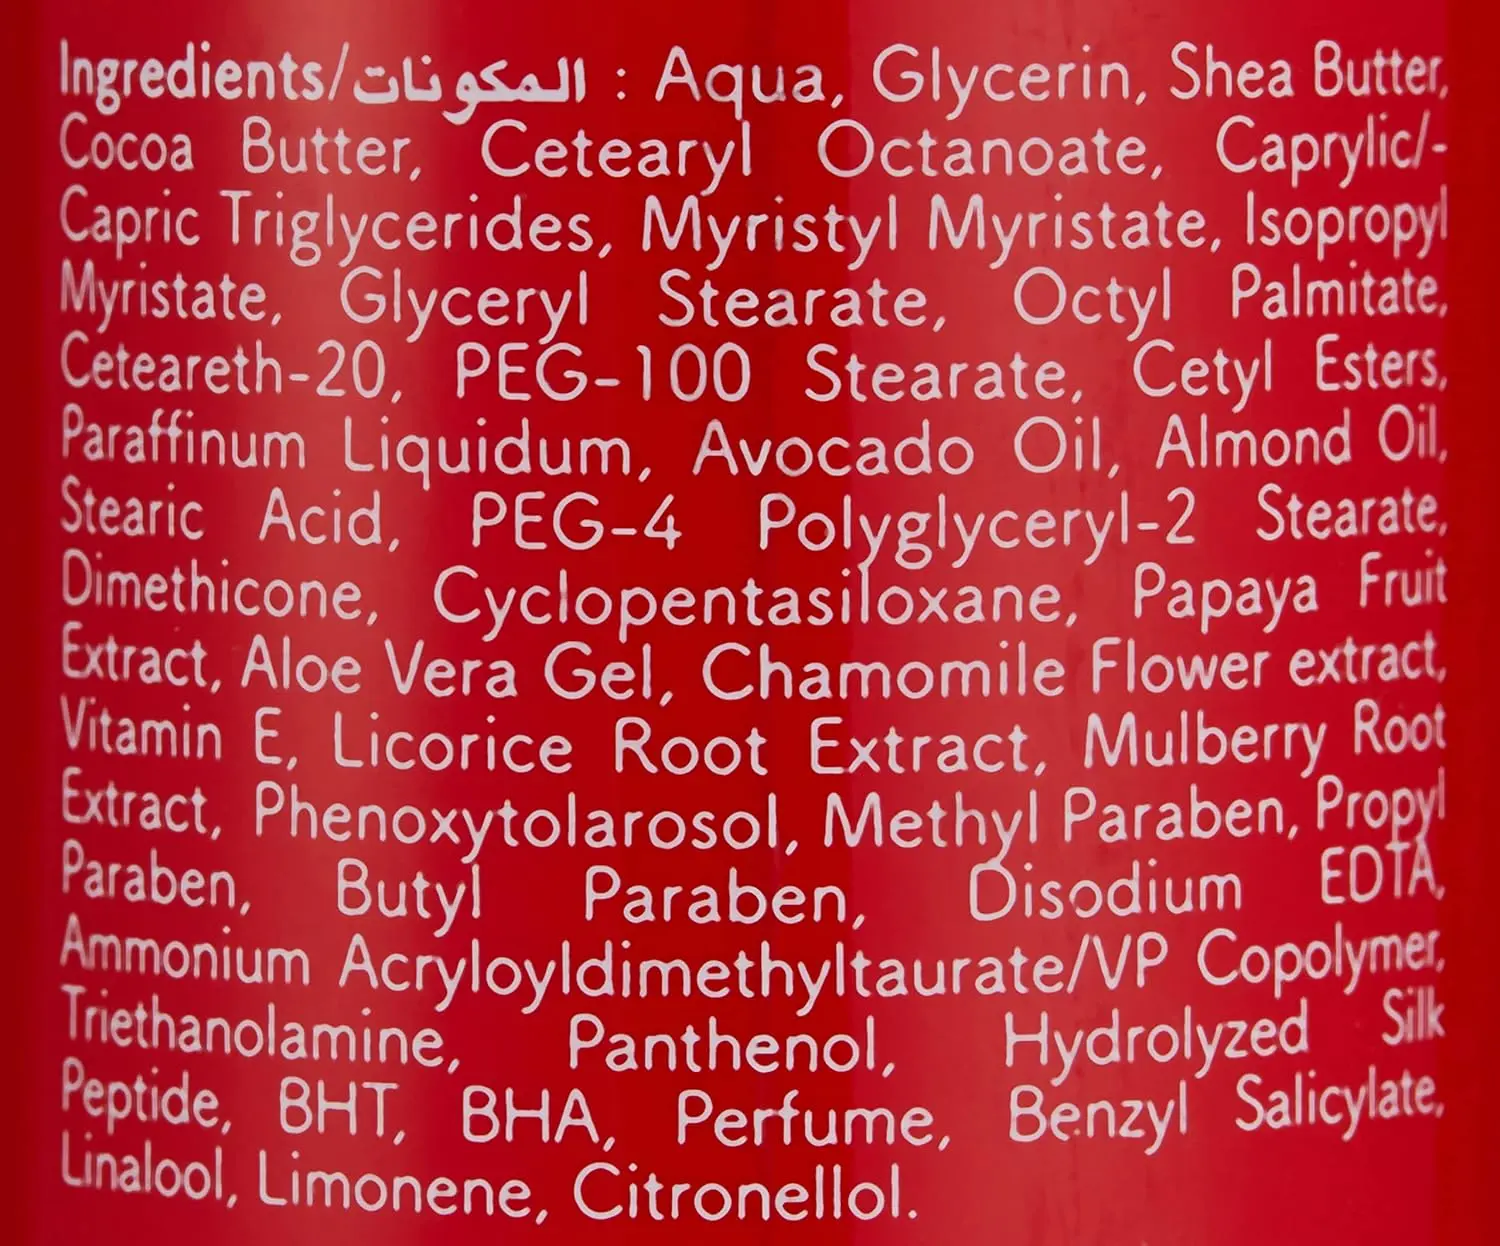 Ingredients/المكونات : Aqua, Glycerin, Shea Butter,
Cocoa Butter, Cetearyl Octanoate, Caprylic/-
Capric Triglycerides, Myristyl Myristate, Isopropyl
Myristate, Glyceryl Stearate, Octyl Palmitate,
Ceteareth-20, PEG-100 Stearate, Cetyl Esters,
Paraffinum Liquidum, Avocado Oil, Almond Oil,
Stearic Acid, PEG-4 Polyglyceryl-2 Stearate,
Dimethicone, Cyclopentasiloxane, Papaya Fruit
Extract, Aloe Vera Gel, Chamomile Flower extract,
Vitamin E, Licorice Root Extract, Mulberry Root
Extract, Phenoxytolarosol, Methyl Paraben, Propyl
Paraben, Butyl Paraben, Disodium EDTA,
Ammonium Acryloyldimethyltaurate/VP Copolymer,
Triethanolamine, Panthenol, Hydrolyzed Silk
Peptide, BHT, BHA, Perfume, Benzyl Salicylate,
Linalool, Limonene, Citronellol.